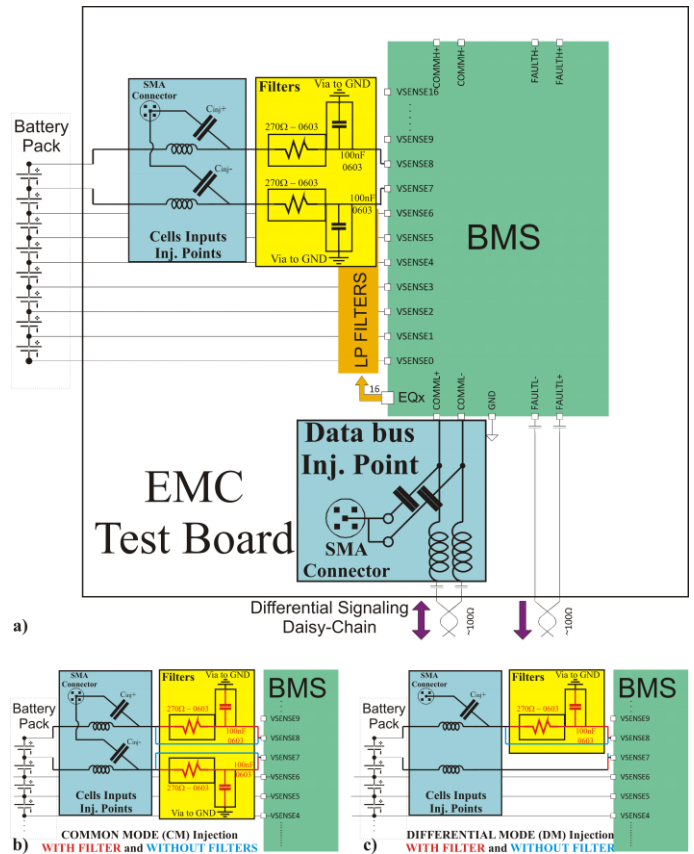 COMMH+
COMMH-
FAULTH-
FAULTH+
SMA
Connector
Cinj+
Cinj-
Cells Inputs
Inj. Points
Filters
Via to GND
270Ω – 0603
100nF
0603
270Ω – 0603
100nF
0603
Via to GND
Battery
Pack
VSENSE16
VSENSE9
VSENSE8
VSENSE7
VSENSE6
VSENSE5
VSENSE4
VSENSE3
VSENSE2
VSENSE1
VSENSE0
BMS
LP FILTERS
16
EQx
COMML+
COMML-
GND
FAULTL-
FAULTL+
Data bus
Inj. Point
SMA
Connector
EMC
Test Board
Differential Signaling
Daisy-Chain
~100Ω
~100Ω
a)
SMA
Connector
Cinj+
Cinj-
Cells Inputs
Inj. Points
Filters
Via to GND
270Ω – 0603
100nF
0603
100nF
0603
270Ω – 0603
Via to GND
BMS
Battery
Pack
VSENSE9
VSENSE8
VSENSE7
VSENSE6
VSENSE5
VSENSE4
b)
COMMON MODE (CM) Injection
WITH FILTER and WITHOUT FILTERS
SMA
Connector
Cinj+
Cells Inputs
Inj. Points
Filters
Via to GND
270Ω – 0603
100nF
0603
BMS
Battery
Pack
VSENSE9
VSENSE8
VSENSE7
VSENSE6
VSENSE5
VSENSE4
c)
DIFFERENTIAL MODE (DM) Injection
WITH FILTER and WITHOUT FILTER